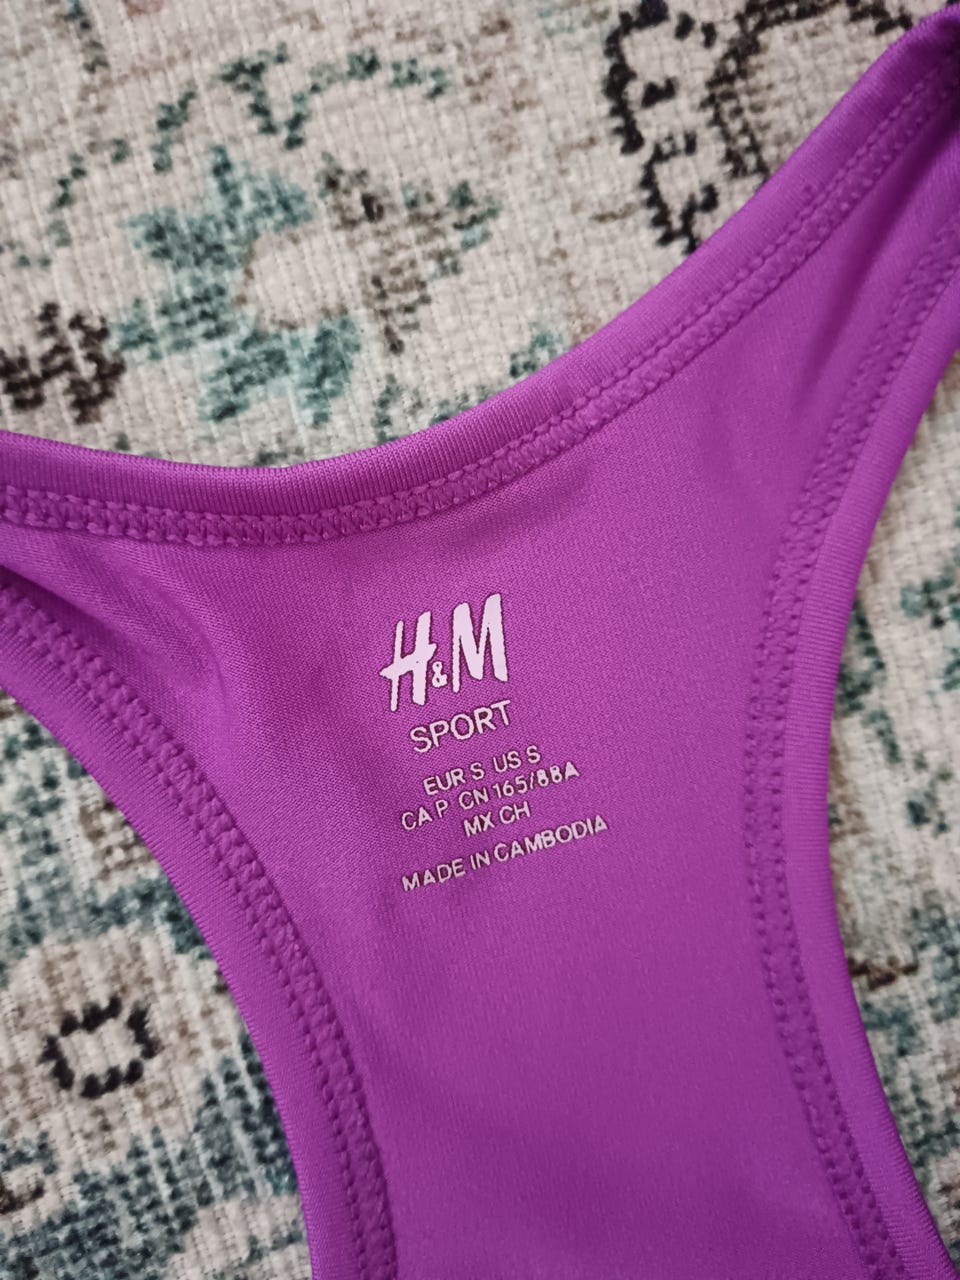 H&M
SPORT
EUR S US S
CA P CN 165/88A
MX CH
MADE IN CAMBODIA